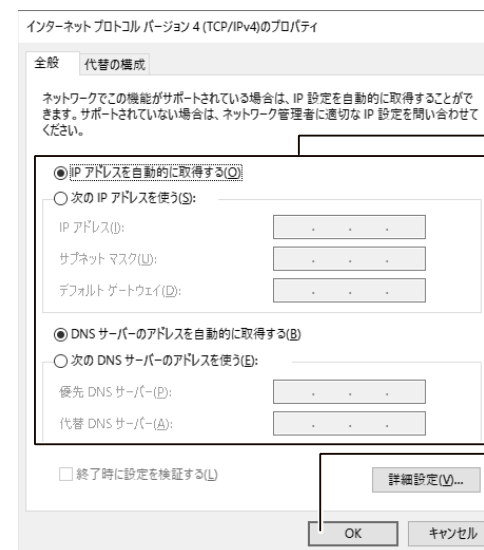 インターネット プロトコル バージョン 4 (TCP/IPv4)のプロパティ
全般 代替の構成
ネットワークでこの機能がサポートされている場合は、IP 設定を自動的に取得することがで
きます。サポートされていない場合は、ネットワーク管理者に適切な IP 設定を問い合わせて
ください。
IP アドレスを自動的に取得する(O)
次の IP アドレスを使う(S):
IP アドレス(I):
サブネット マスク(U):
デフォルト ゲートウェイ(D):
DNS サーバーのアドレスを自動的に取得する(B)
次の DNS サーバーのアドレスを使う(E):
優先 DNS サーバー(P):
代替 DNS サーバー(A):
終了時に設定を検証する(L)
詳細設定(V)...
OK キャンセル